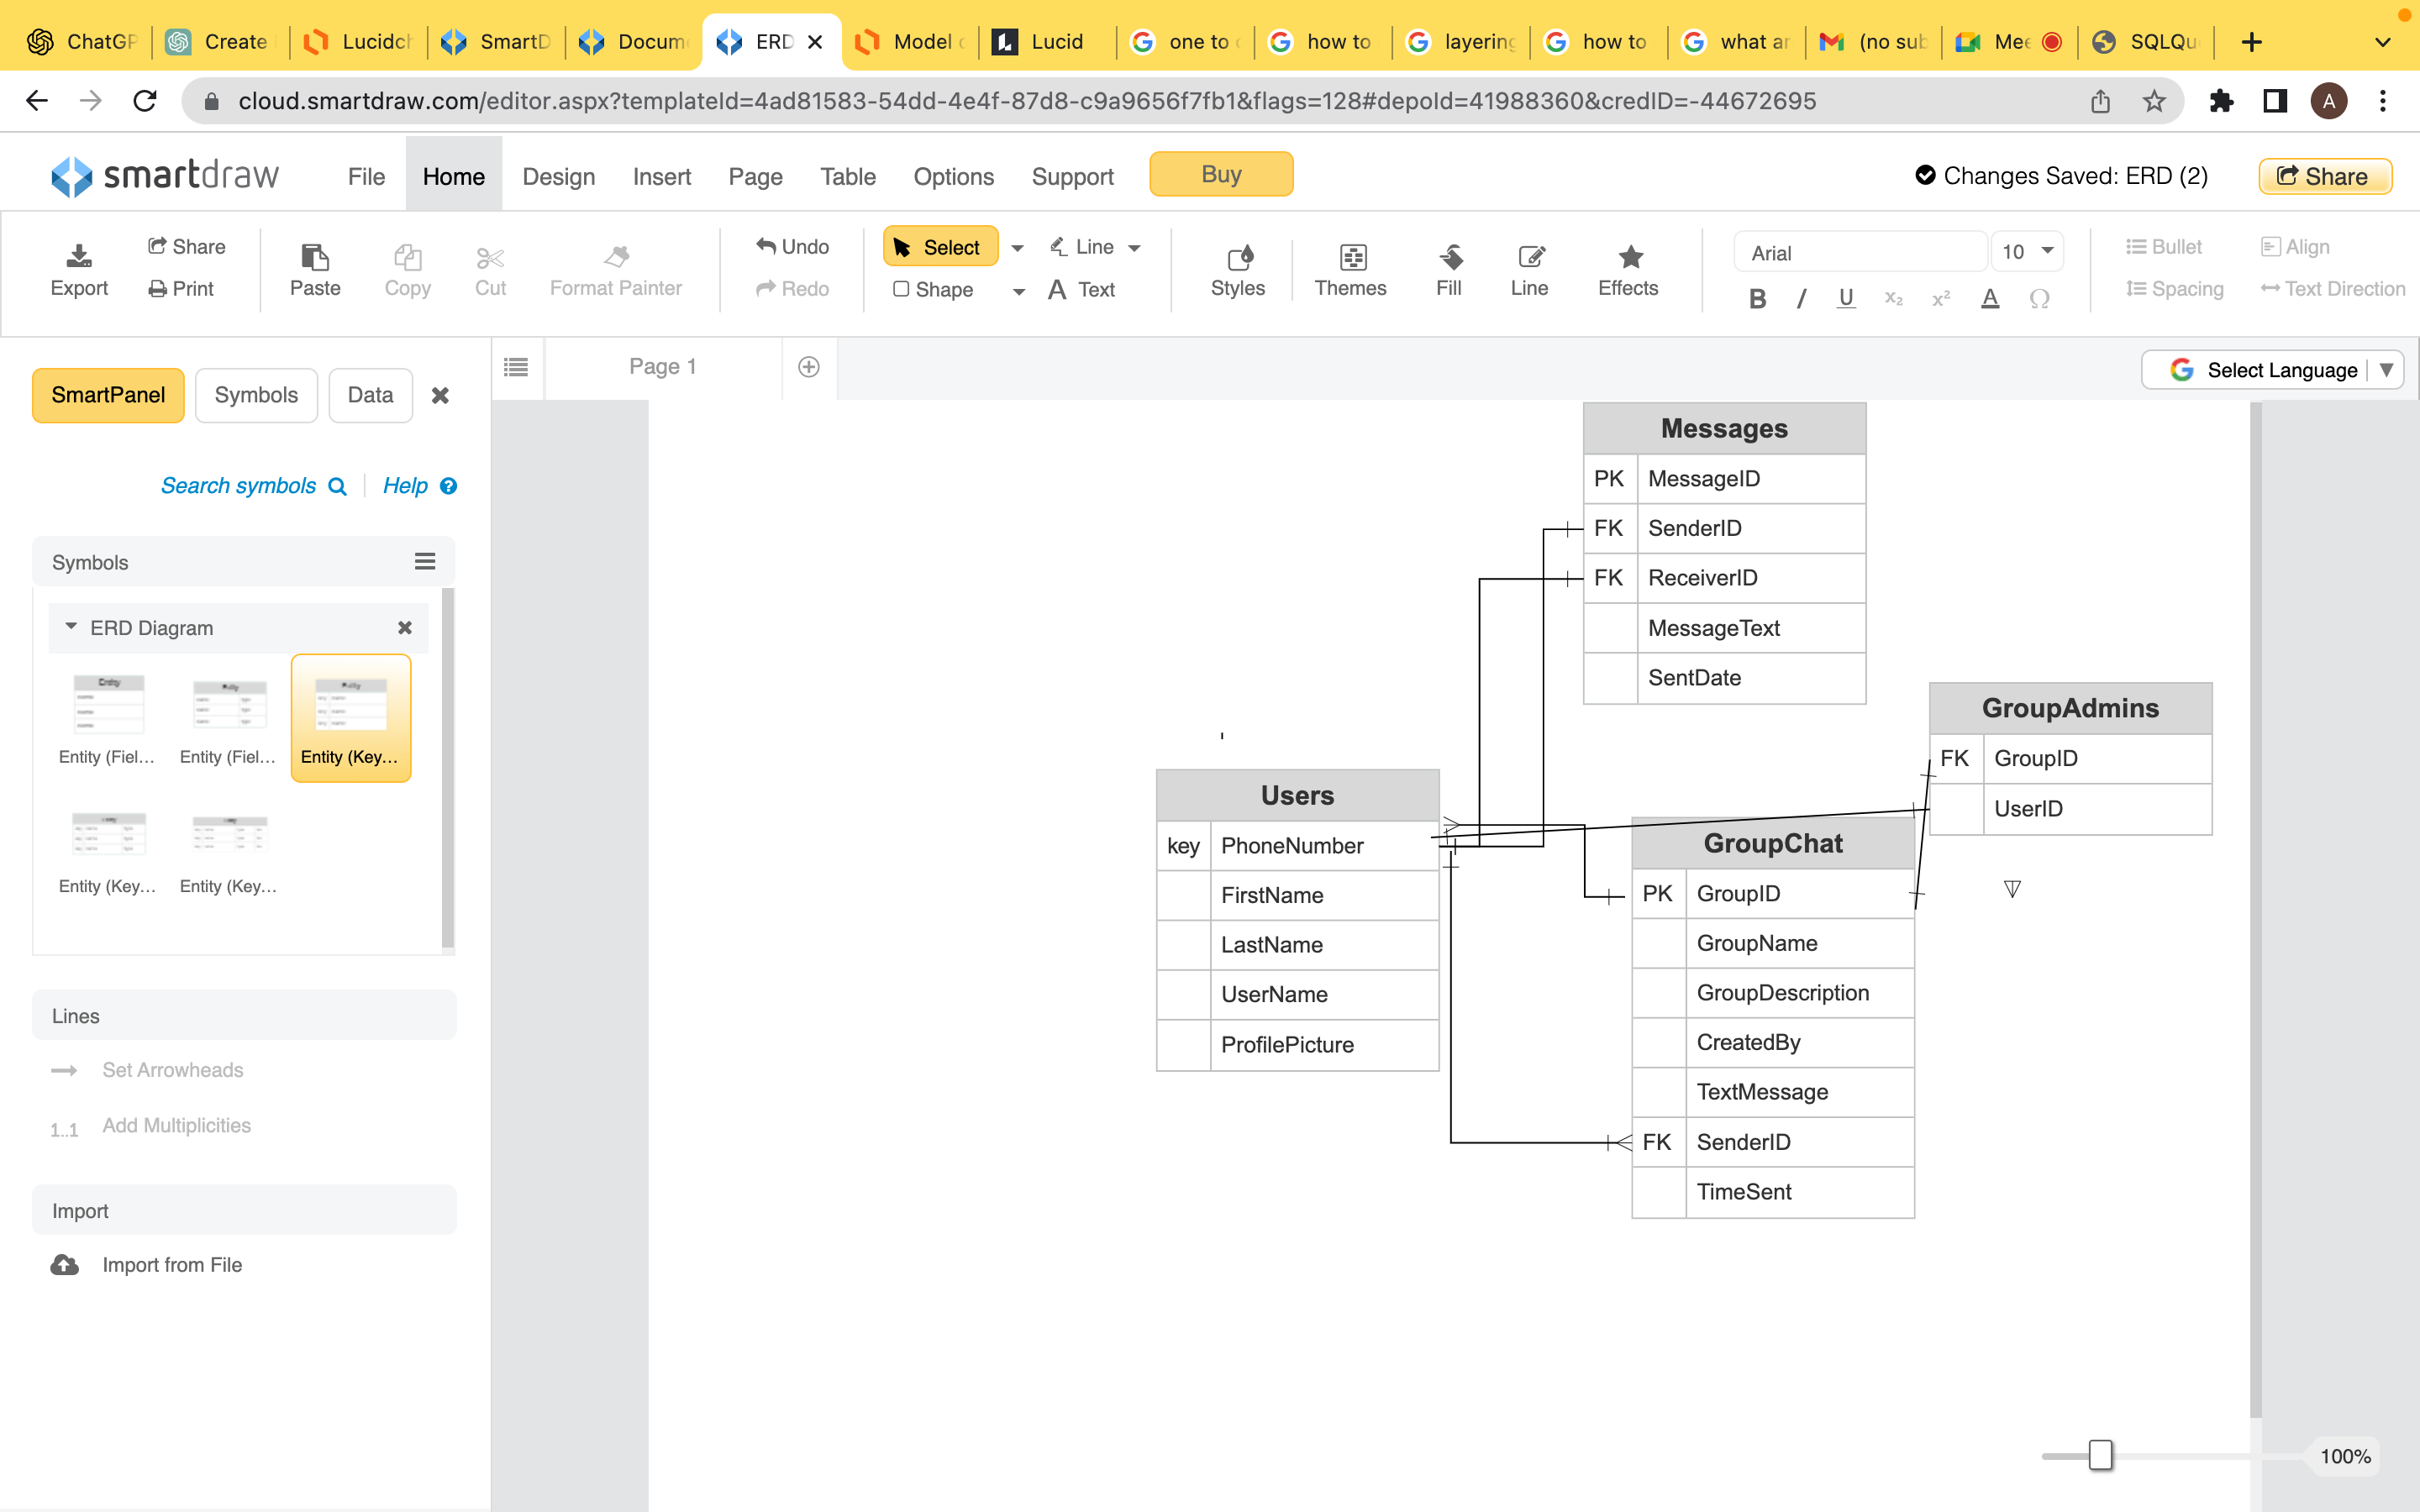 ChatGP Create Lucidch SmartD Docum ERD Model Lucid one to how to layering how to what ar (no sub Mee SQLQu
cloud.smartdraw.com/editor.aspx?templateId=4ad81583-54dd-4e4f-87d8-c9a9656f7fb1&flags=128#depoId=41988360&credID=-44672695
A
smartdraw File Home Design Insert Page Table Options Support Buy Changes Saved: ERD (2) Share
Share Undo Select Line Arial 10 Bullet Align
Export Print Paste Copy Cut Format Painter Redo Shape A Text Styles Themes Fill Line Effects B I U x₂ x² A Ω Spacing Text Direction
SmartPanel Symbols Data
Page 1
Select Language
Search symbols Help
Symbols
ERD Diagram
Entity (Fiel... Entity (Fiel... Entity (Key...
Entity (Key... Entity (Key...
Lines
Set Arrowheads
1..1 Add Multiplicities
Import
Import from File
Messages
PK MessageID
FK SenderID
FK ReceiverID
MessageText
SentDate
GroupAdmins
FK GroupID
UserID
Users
key PhoneNumber
FirstName
LastName
UserName
ProfilePicture
GroupChat
PK GroupID
GroupName
GroupDescription
CreatedBy
TextMessage
FK SenderID
TimeSent
100%